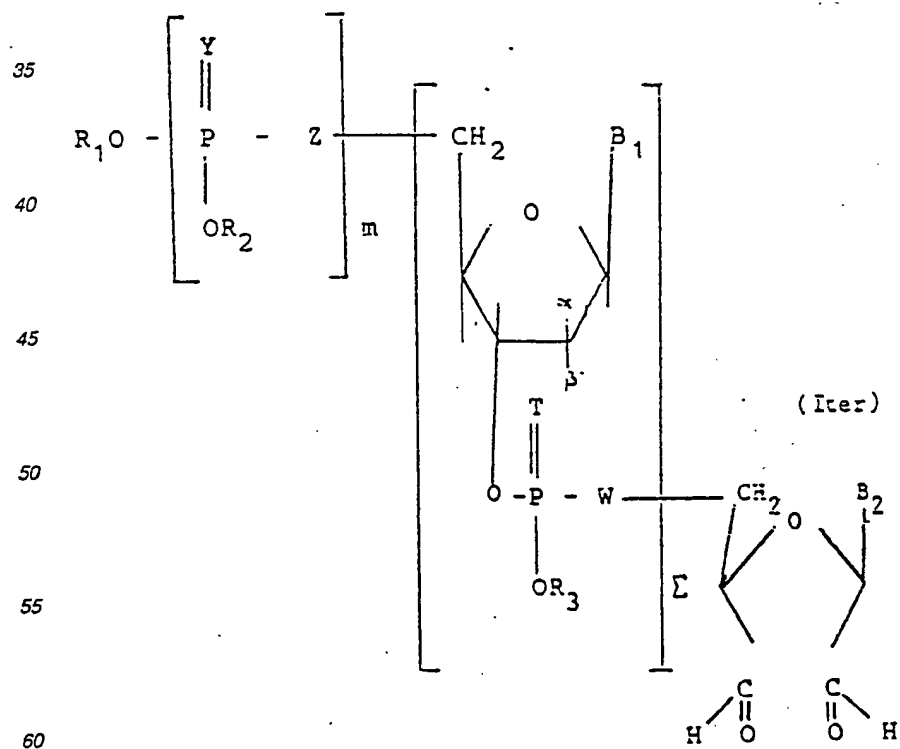 35
Y
R₁O - P - Z CH₂ B₁
40
OR₂ m
O
α
45
β
T
(Iter)
50
O - P - W CH₂ B₂
O
OR₃ Σ
55
C C
H O O H
60